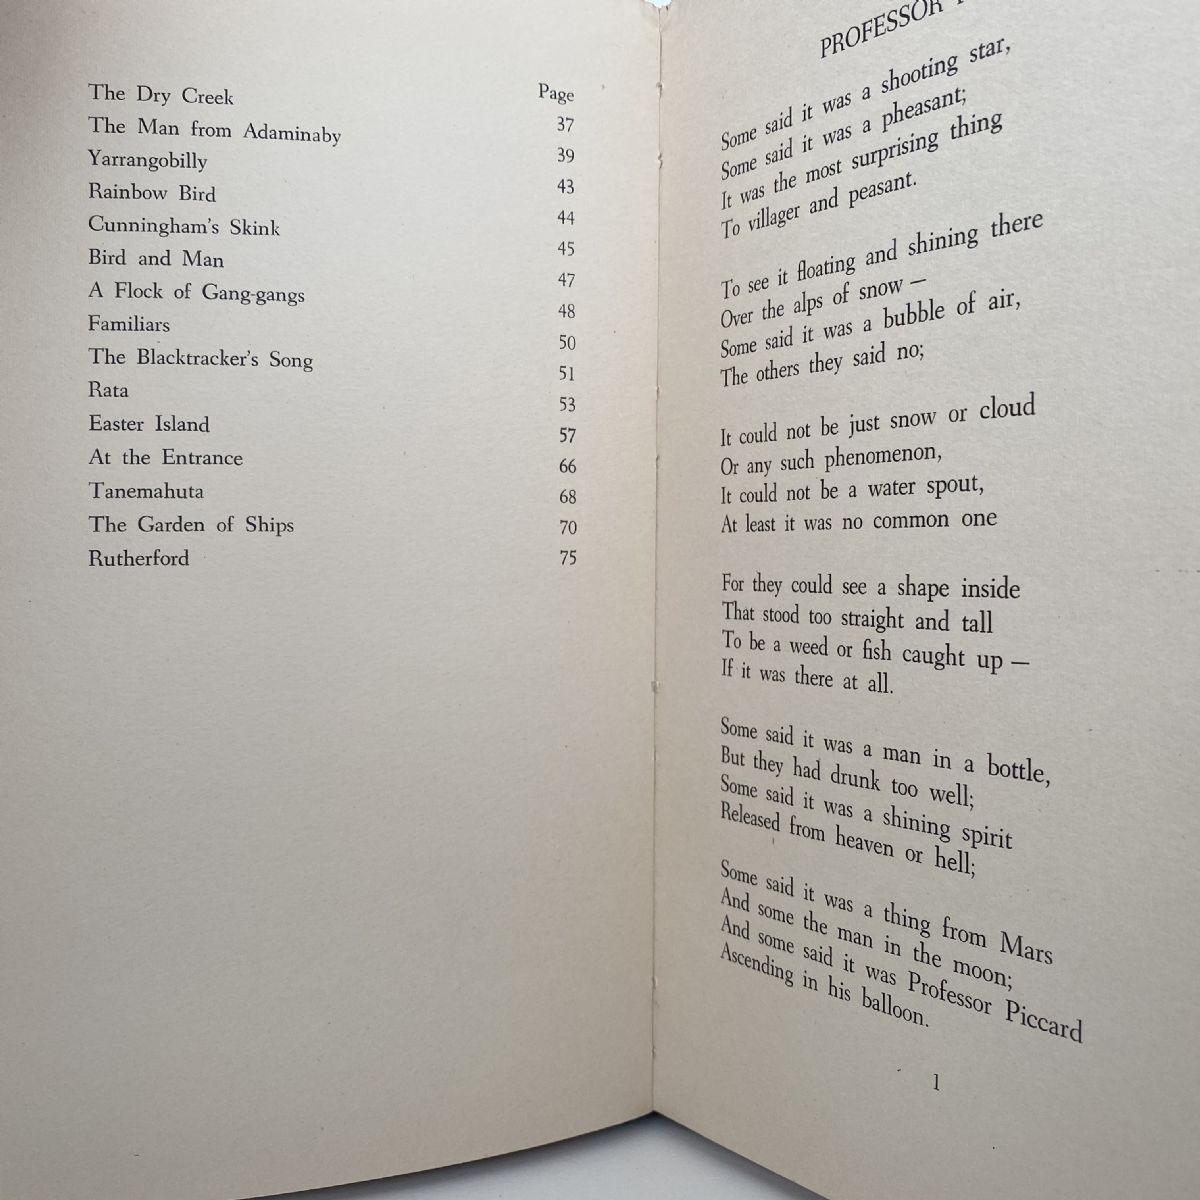 Page
The Dry Creek 37
The Man from Adaminaby 39
Yarrangobilly 43
Rainbow Bird 44
Cunningham's Skink 45
Bird and Man 47
A Flock of Gang-gangs 48
Familiars 50
The Blacktracker's Song 51
Rata 53
Easter Island 57
At the Entrance 66
Tanemahuta 68
The Garden of Ships 70
Rutherford 75
PROFESSOR
Some said it was a shooting star,
Some said it was a pheasant;
It was the most surprising thing
To villager and peasant.
To see it floating and shining there
Over the alps of snow —
Some said it was a bubble of air,
The others they said no;
It could not be just snow or cloud
Or any such phenomenon,
It could not be a water spout,
At least it was no common one
For they could see a shape inside
That stood too straight and tall
To be a weed or fish caught up —
If it was there at all.
Some said it was a man in a bottle,
But they had drunk too well;
Some said it was a shining spirit
Released from heaven or hell;
Some said it was a thing from Mars
And some the man in the moon;
And some said it was Professor Piccard
Ascending in his balloon.
1